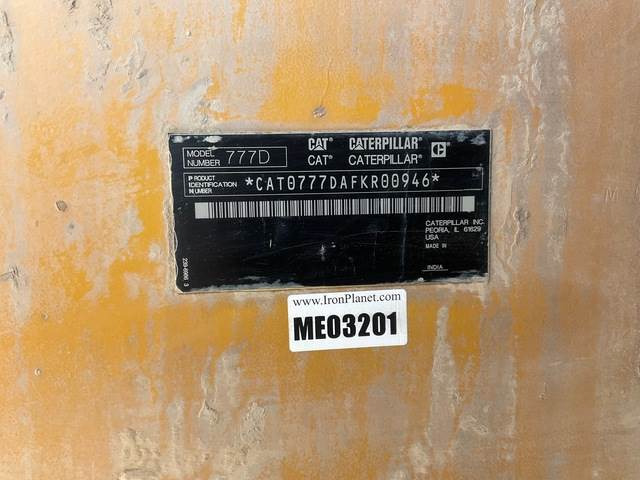 MODEL NUMBER 777D
CAT CATERPILLAR
CAT® CATERPILLAR®
PRODUCT IDENTIFICATION NUMBER *CAT0777DAFKR00946*
CATERPILLAR INC.
PEORIA, IL 61629
USA
MADE IN
INDIA
www.IronPlanet.com
ME03201